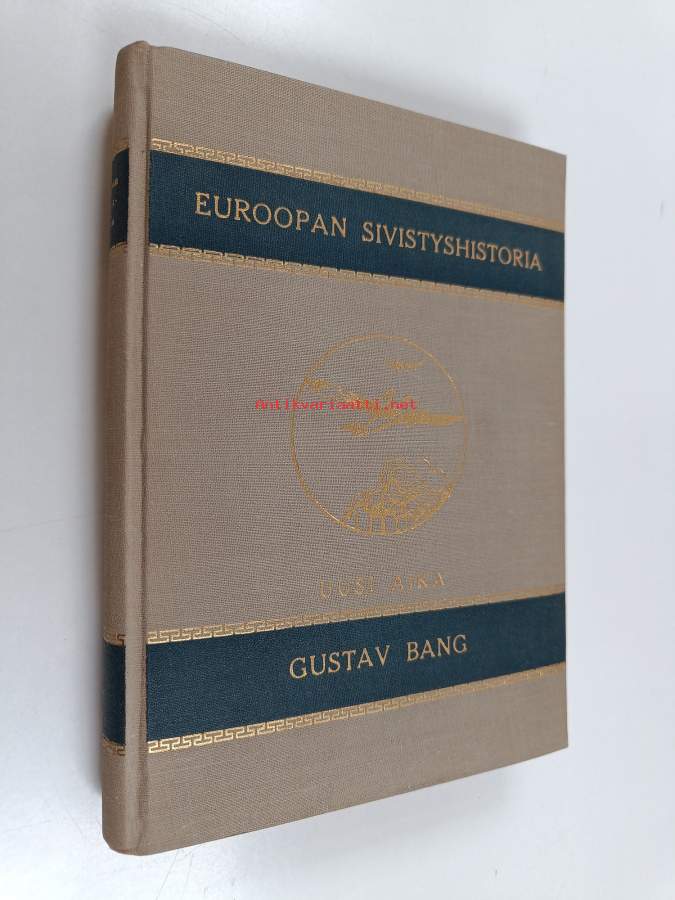 EUROOPAN SIVISTYSHISTORIA
Antikvariaatti.net
UUSI AIKA
GUSTAV BANG